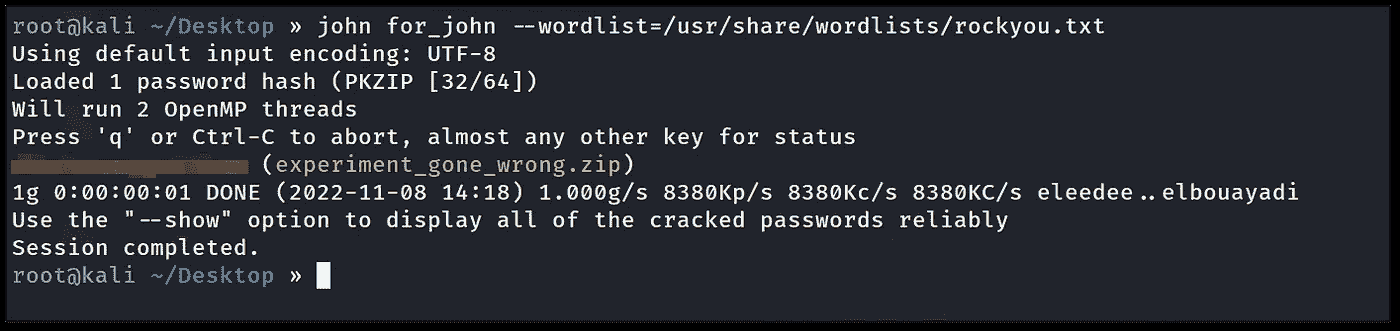 root@kali ~/Desktop » john for_john --wordlist=/usr/share/wordlists/rockyou.txt
Using default input encoding: UTF-8
Loaded 1 password hash (PKZIP [32/64])
Will run 2 OpenMP threads
Press 'q' or Ctrl-C to abort, almost any other key for status
(experiment_gone_wrong.zip)
1g 0:00:00:01 DONE (2022-11-08 14:18) 1.000g/s 8380Kp/s 8380Kc/s 8380KC/s eleedee..elbouayadi
Use the "--show" option to display all of the cracked passwords reliably
Session completed.
root@kali ~/Desktop »